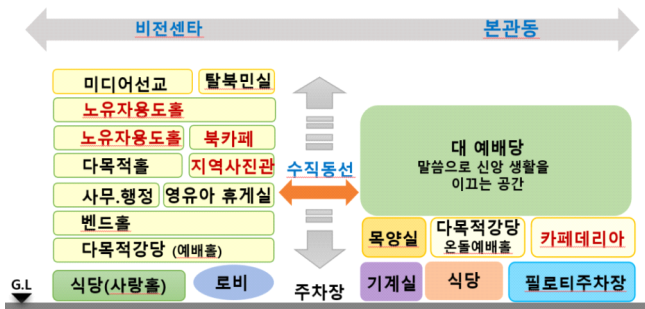 비전센타
본관동
미디어선교
탈북민실
노유자용도홀
노유자용도홀
북카페
다목적홀
지역사진관
사무.행정
영유아 휴게실
벤드홀
다목적강당 (예배홀)
식당(사랑홀)
로비
G.L
수직동선
주차장
대 예배당
말씀으로 신앙 생활을
이끄는 공간
목양실
다목적강당
온돌예배홀
카페데리아
기계실
식당
필로티주차장